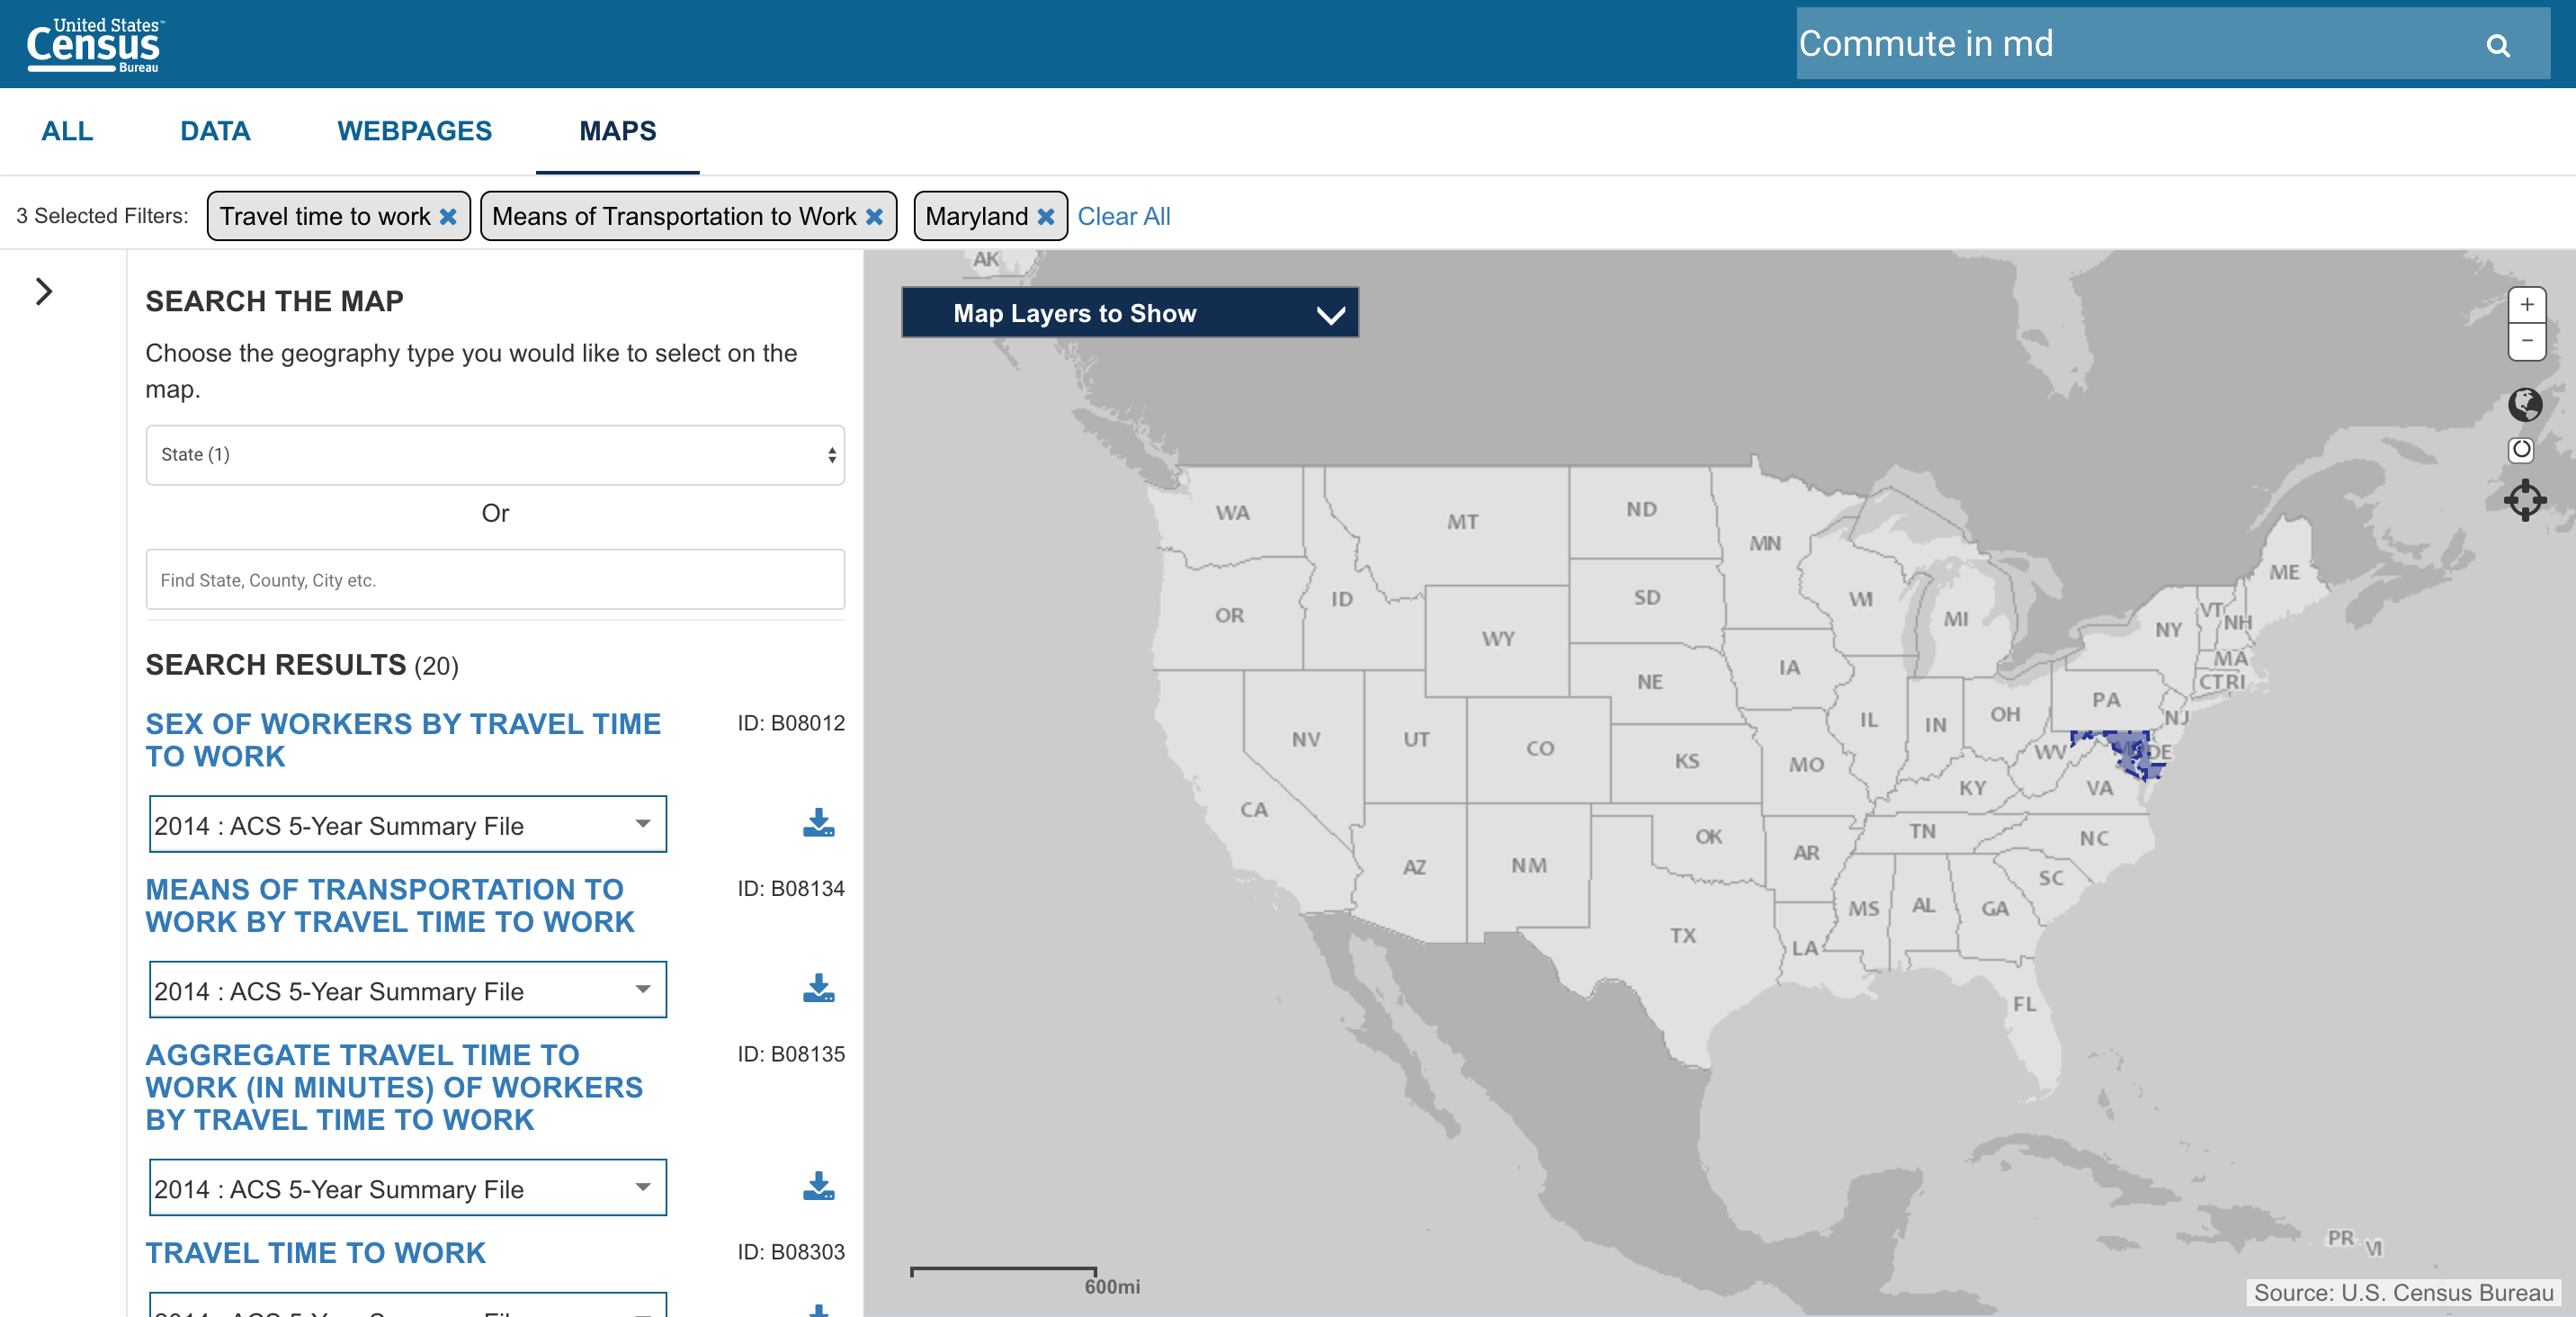 United States™
Census
Bureau
Commute in md
ALL
DATA
WEBPAGES
MAPS
3 Selected Filters:
Travel time to work
Means of Transportation to Work
Maryland
Clear All
SEARCH THE MAP
Choose the geography type you would like to select on the
map.
State (1)
Or
Find State, County, City etc.
SEARCH RESULTS (20)
SEX OF WORKERS BY TRAVEL TIME
TO WORK
ID: B08012
2014 : ACS 5-Year Summary File
MEANS OF TRANSPORTATION TO
WORK BY TRAVEL TIME TO WORK
ID: B08134
2014 : ACS 5-Year Summary File
AGGREGATE TRAVEL TIME TO
WORK (IN MINUTES) OF WORKERS
BY TRAVEL TIME TO WORK
ID: B08135
2014 : ACS 5-Year Summary File
TRAVEL TIME TO WORK
ID: B08303
2014 : ACS 5-Year Summary File
Map Layers to Show
+
−
AK
WA
MT
ND
MN
OR
ID
SD
WI
MI
ME
VT
NH
NY
WY
MA
CT
RI
NE
IA
PA
NJ
NV
UT
CO
IL
IN
OH
KS
MO
WV
DE
CA
KY
VA
OK
TN
NC
AZ
NM
AR
SC
MS
AL
GA
TX
LA
FL
PR
VI
600mi
Source: U.S. Census Bureau